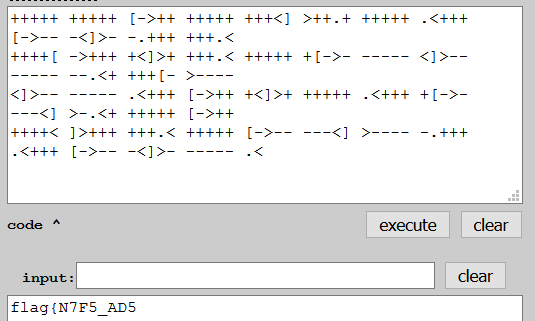 +++++ +++++ [->++ +++++ +++<] >++.+ +++++ .<+++
[->-- -<]>- -.+++ +++.<
++++[ ->+++ +<]>+ +++.< +++++ +[->- ----- <]>--
----- --.<+ +++[- >----
<]>-- ----- .<+++ [->++ +<]>+ +++++ .<+++ +[->-
---<] >-.<+ +++++ [->++
++++< ]>+++ +++.< +++++ [->-- ---<] >---- -.+++
.<+++ [->-- -<]>- ----- .<
code ^
execute
clear
input:
clear
flag{N7F5_AD5